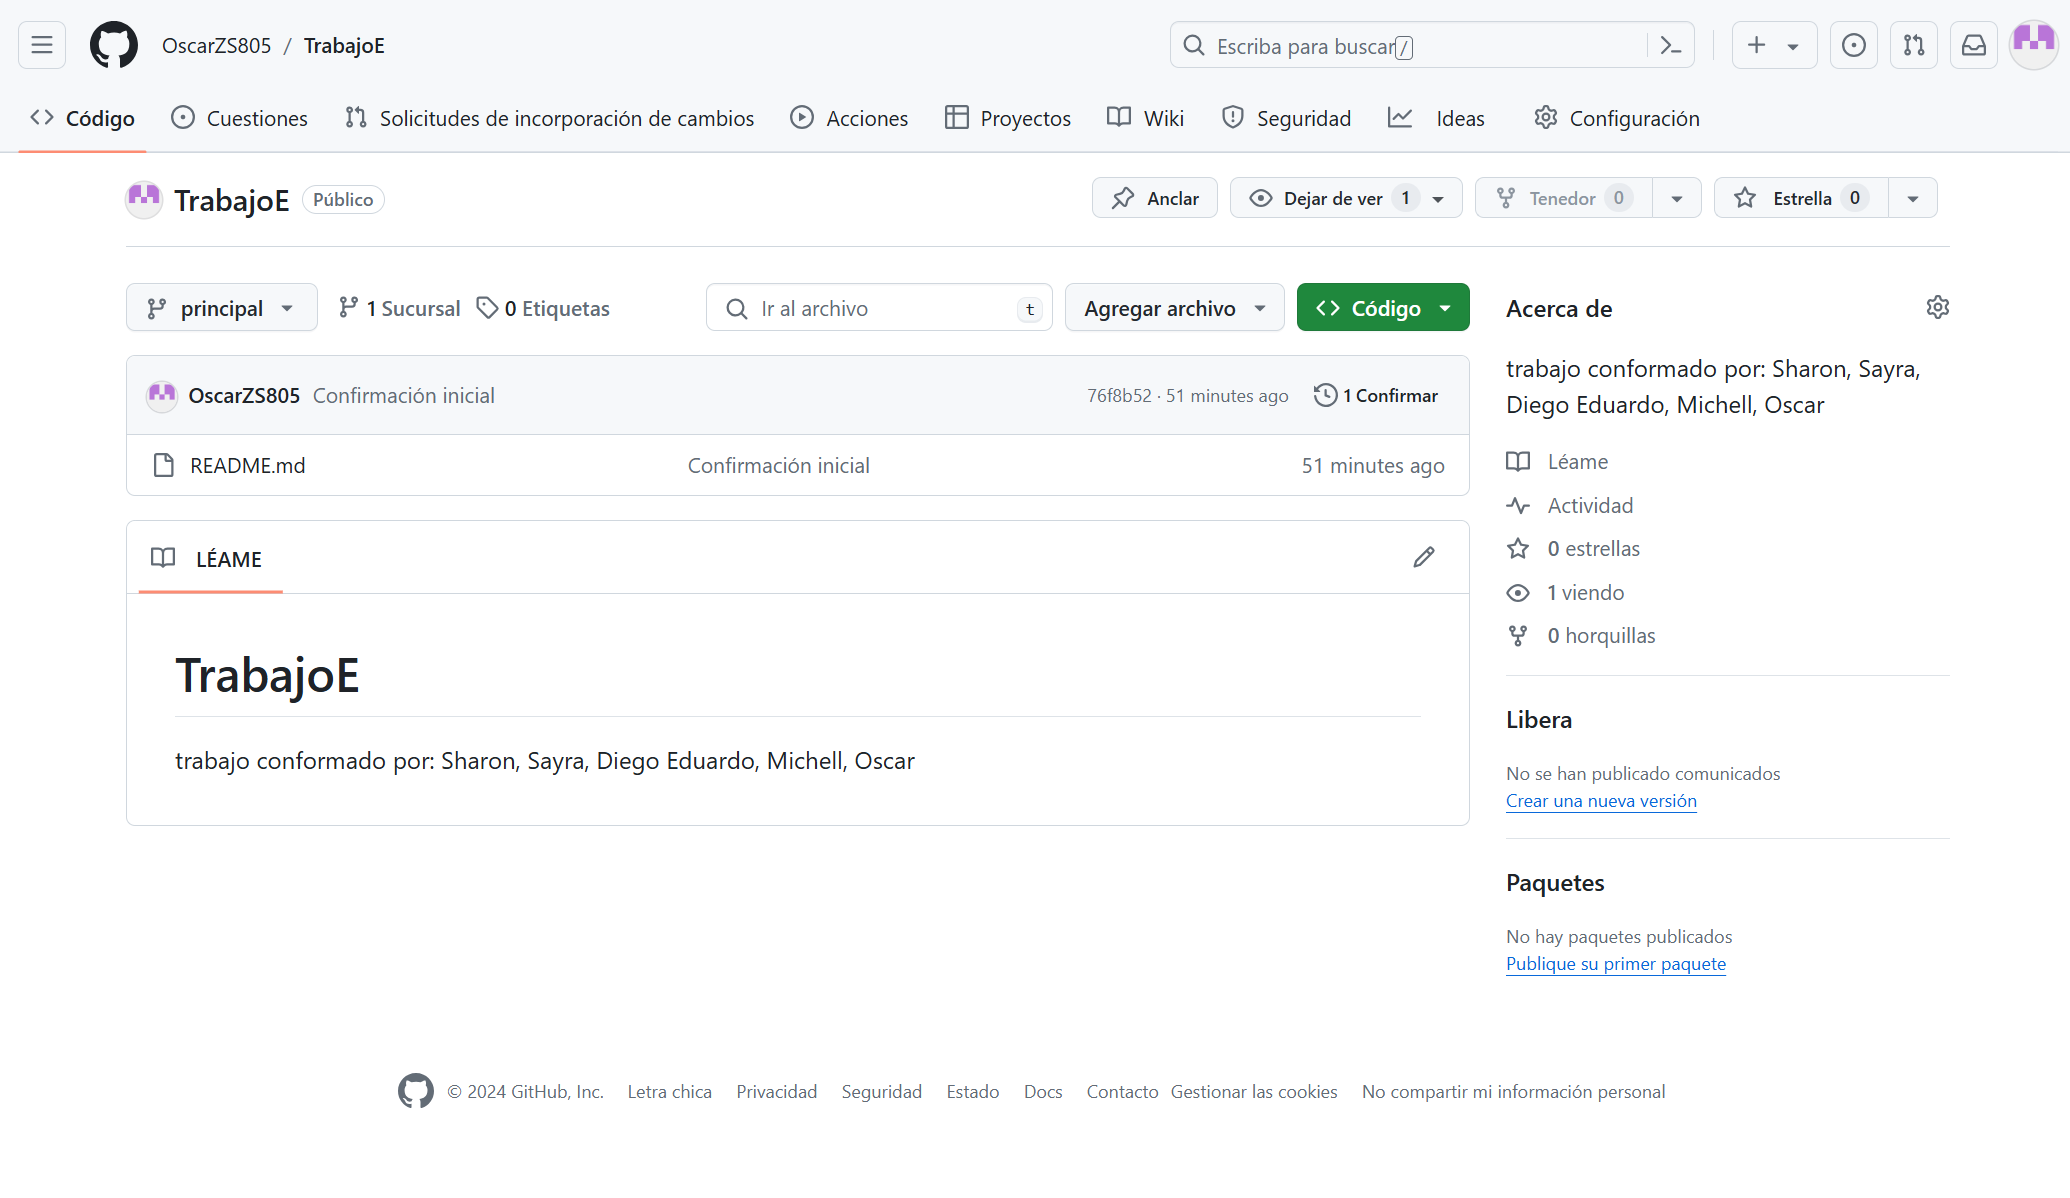 OscarZS805 / TrabajoE
Escriba para buscar /
Código Cuestiones Solicitudes de incorporación de cambios Acciones Proyectos Wiki Seguridad Ideas Configuración
TrabajoE Público
Anclar Dejar de ver 1 Tenedor 0 Estrella 0
principal 1 Sucursal 0 Etiquetas Ir al archivo t Agregar archivo Código
OscarZS805 Confirmación inicial 76f8b52 · 51 minutes ago 1 Confirmar
README.md Confirmación inicial 51 minutes ago
LÉAME
TrabajoE
trabajo conformado por: Sharon, Sayra, Diego Eduardo, Michell, Oscar
Acerca de
trabajo conformado por: Sharon, Sayra,
Diego Eduardo, Michell, Oscar
Léame
Actividad
0 estrellas
1 viendo
0 horquillas
Libera
No se han publicado comunicados
Crear una nueva versión
Paquetes
No hay paquetes publicados
Publique su primer paquete
© 2024 GitHub, Inc. Letra chica Privacidad Seguridad Estado Docs Contacto Gestionar las cookies No compartir mi información personal